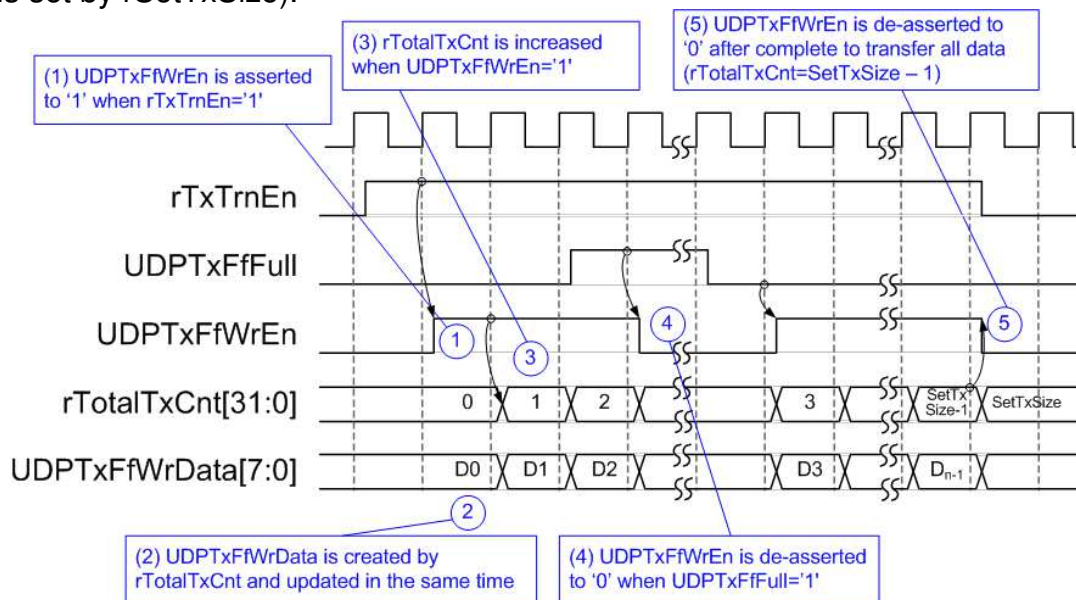 (5) UDPTxFfWrEn is de-asserted to
‘0’ after complete to transfer all data
(rTotalTxCnt=SetTxSize – 1)
(3) rTotalTxCnt is increased
when UDPTxFfWrEn='1'
(1) UDPTxFfWrEn is asserted
to ‘1’ when rTxTrnEn='1'
rTxTrnEn
UDPTxFfFull
UDPTxFfWrEn
1
3
4
5
rTotalTxCnt[31:0]
0
1
2
3
SetTx
Size-1
SetTxSize
UDPTxFfWrData[7:0]
D0
D1
D2
D3
Dn-1
2
(2) UDPTxFfWrData is created by
rTotalTxCnt and updated in the same time
(4) UDPTxFfWrEn is de-asserted
to ‘0’ when UDPTxFfFull='1'